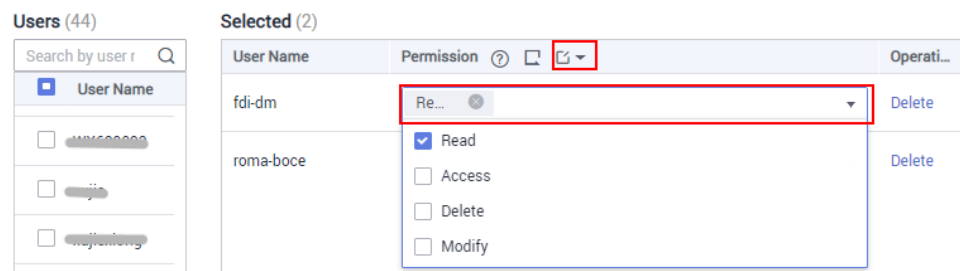 Users (44)
Search by user r
User Name
Selected (2)
User Name Permission ? Operati...
fdi-dm Re... Delete
Read
roma-boce Delete
Access
Delete
Modify